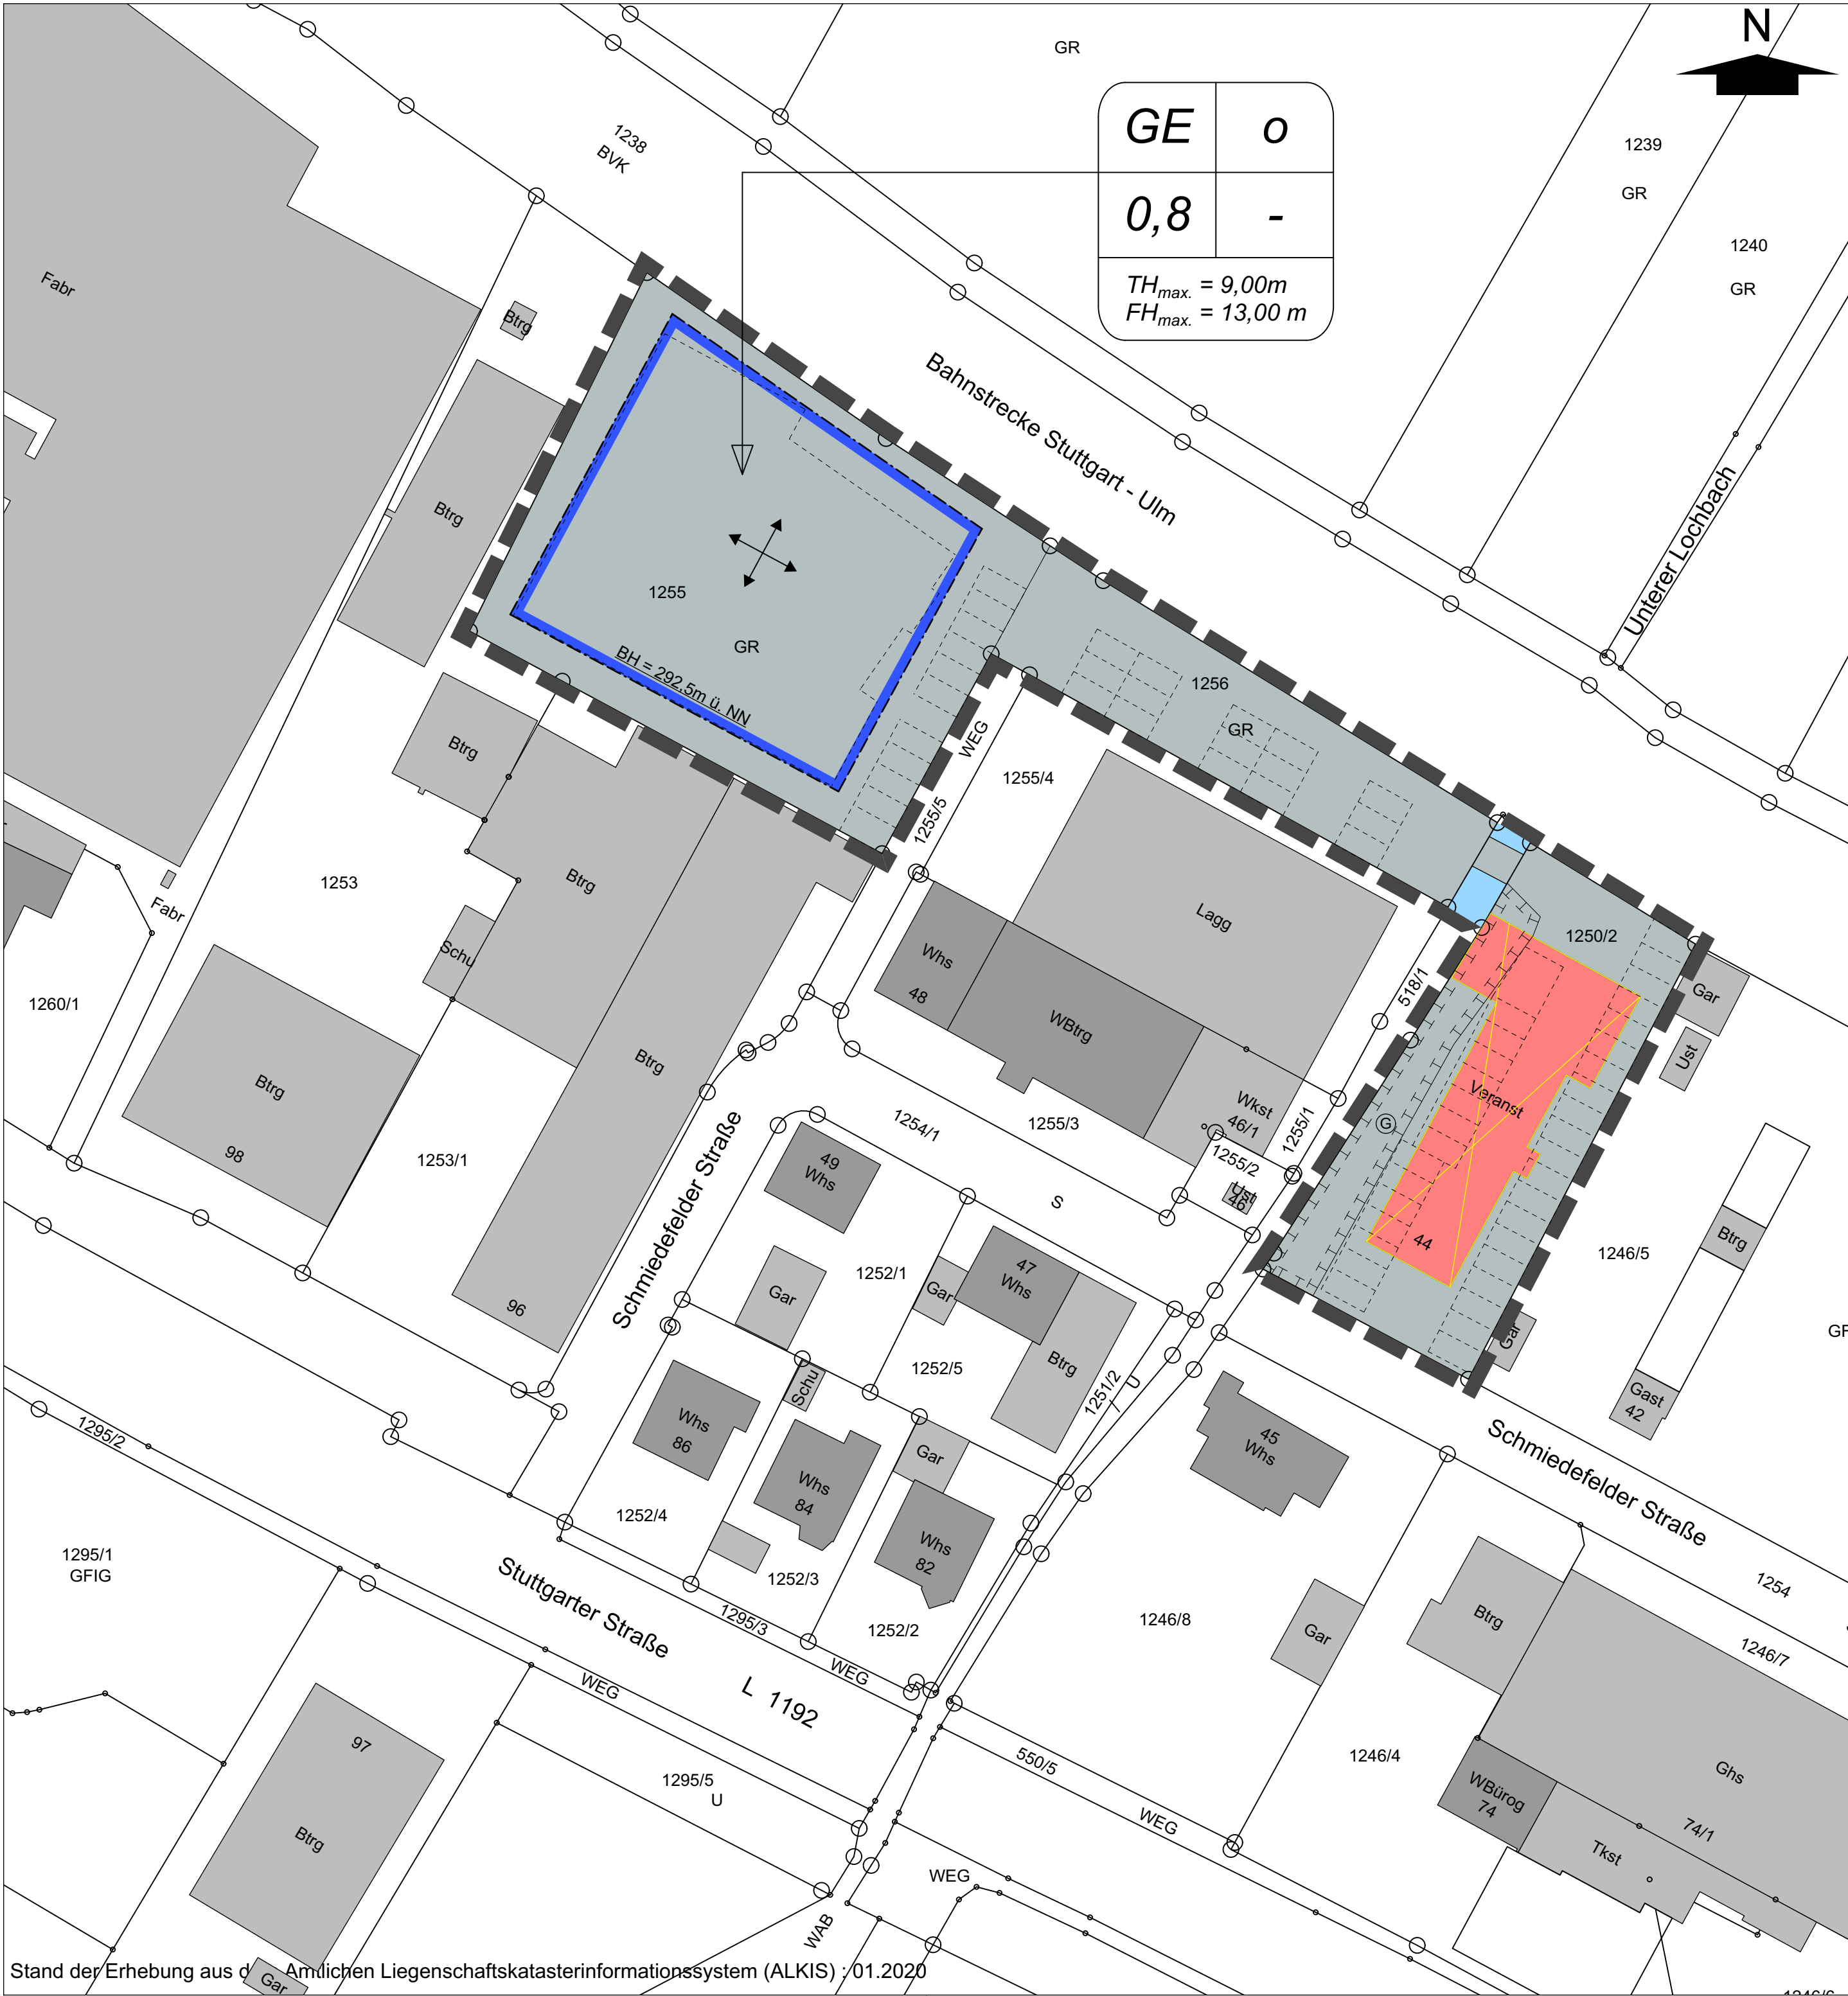 N
GR
GE
o
0,8
-
THmax. = 9,00m
FHmax. = 13,00 m
1238
BVK
1239
GR
1240
GR
Fabr
Btrg
Btrg
Bahnstrecke Stuttgart - Ulm
Unterer Lochbach
1255
GR
BH = 292,5m ü. NN
1256
GR
WEG
1255/4
1255/5
Btrg
Btrg
1253
Fabr
Schu
Lagg
Whs
48
WBtrg
518/1
1250/2
Gar
Ust
Veranst
44
G
1260/1
Btrg
98
Btrg
1253/1
96
Wkst
46/1
1255/3
1255/1
1255/2
Ust
46
1254/1
S
Schmiedefelder Straße
49
Whs
Gar
1252/1
Gar
47
Whs
Btrg
1252/5
1251/2
U
1246/5
Btrg
Gar
Gast
42
Schu
Whs
86
Whs
84
Gar
Whs
82
45
Whs
Schmiedefelder Straße
1295/2
1252/4
1252/3
1252/2
1295/3
WEG
1295/1
GFIG
Stuttgarter Straße
L 1192
WEG
1246/8
Gar
Btrg
1254
1246/7
97
Btrg
1295/5
U
550/5
WEG
1246/4
WBürog
74
Ghs
74/1
Tkst
WEG
WAB
Gar
Stand der Erhebung aus d Amtlichen Liegenschaftskatasterinformationssystem (ALKIS) : 01.2020